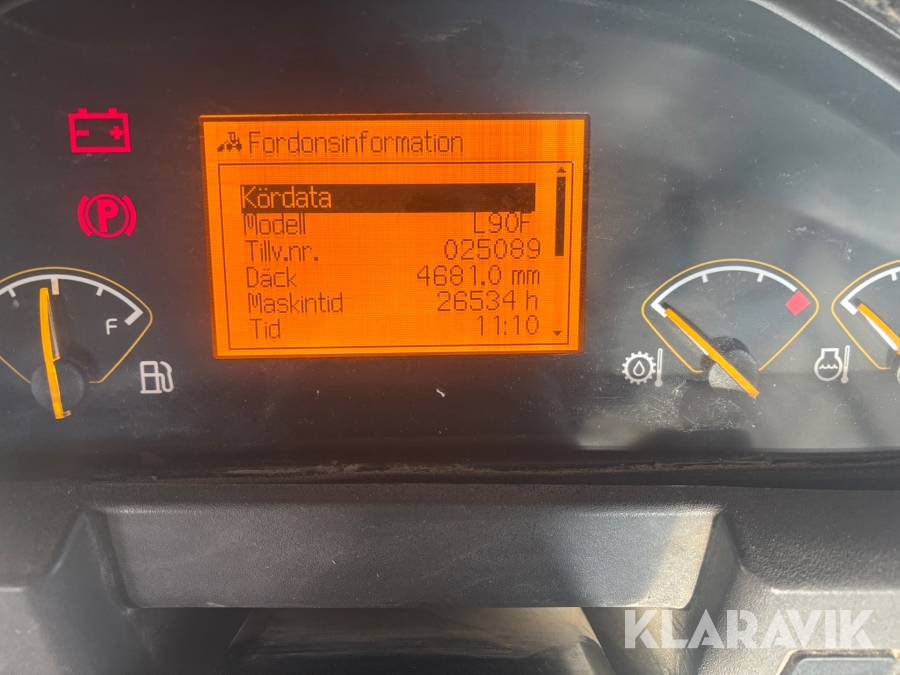 Fordonsinformation
Kördata
Modell L90F
Tillv.nr. 025089
Däck 4681.0 mm
Maskintid 26534 h
Tid 11:10
P
F
KLARAVIK